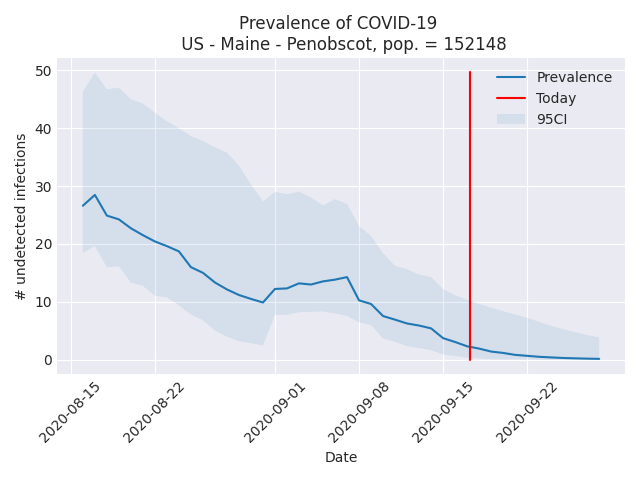 Prevalence of COVID-19
US - Maine - Penobscot, pop. = 152148
Prevalence
Today
95CI
# undetected infections
50
40
30
20
10
0
2020-08-15
2020-08-22
2020-09-01
2020-09-08
2020-09-15
2020-09-22
Date